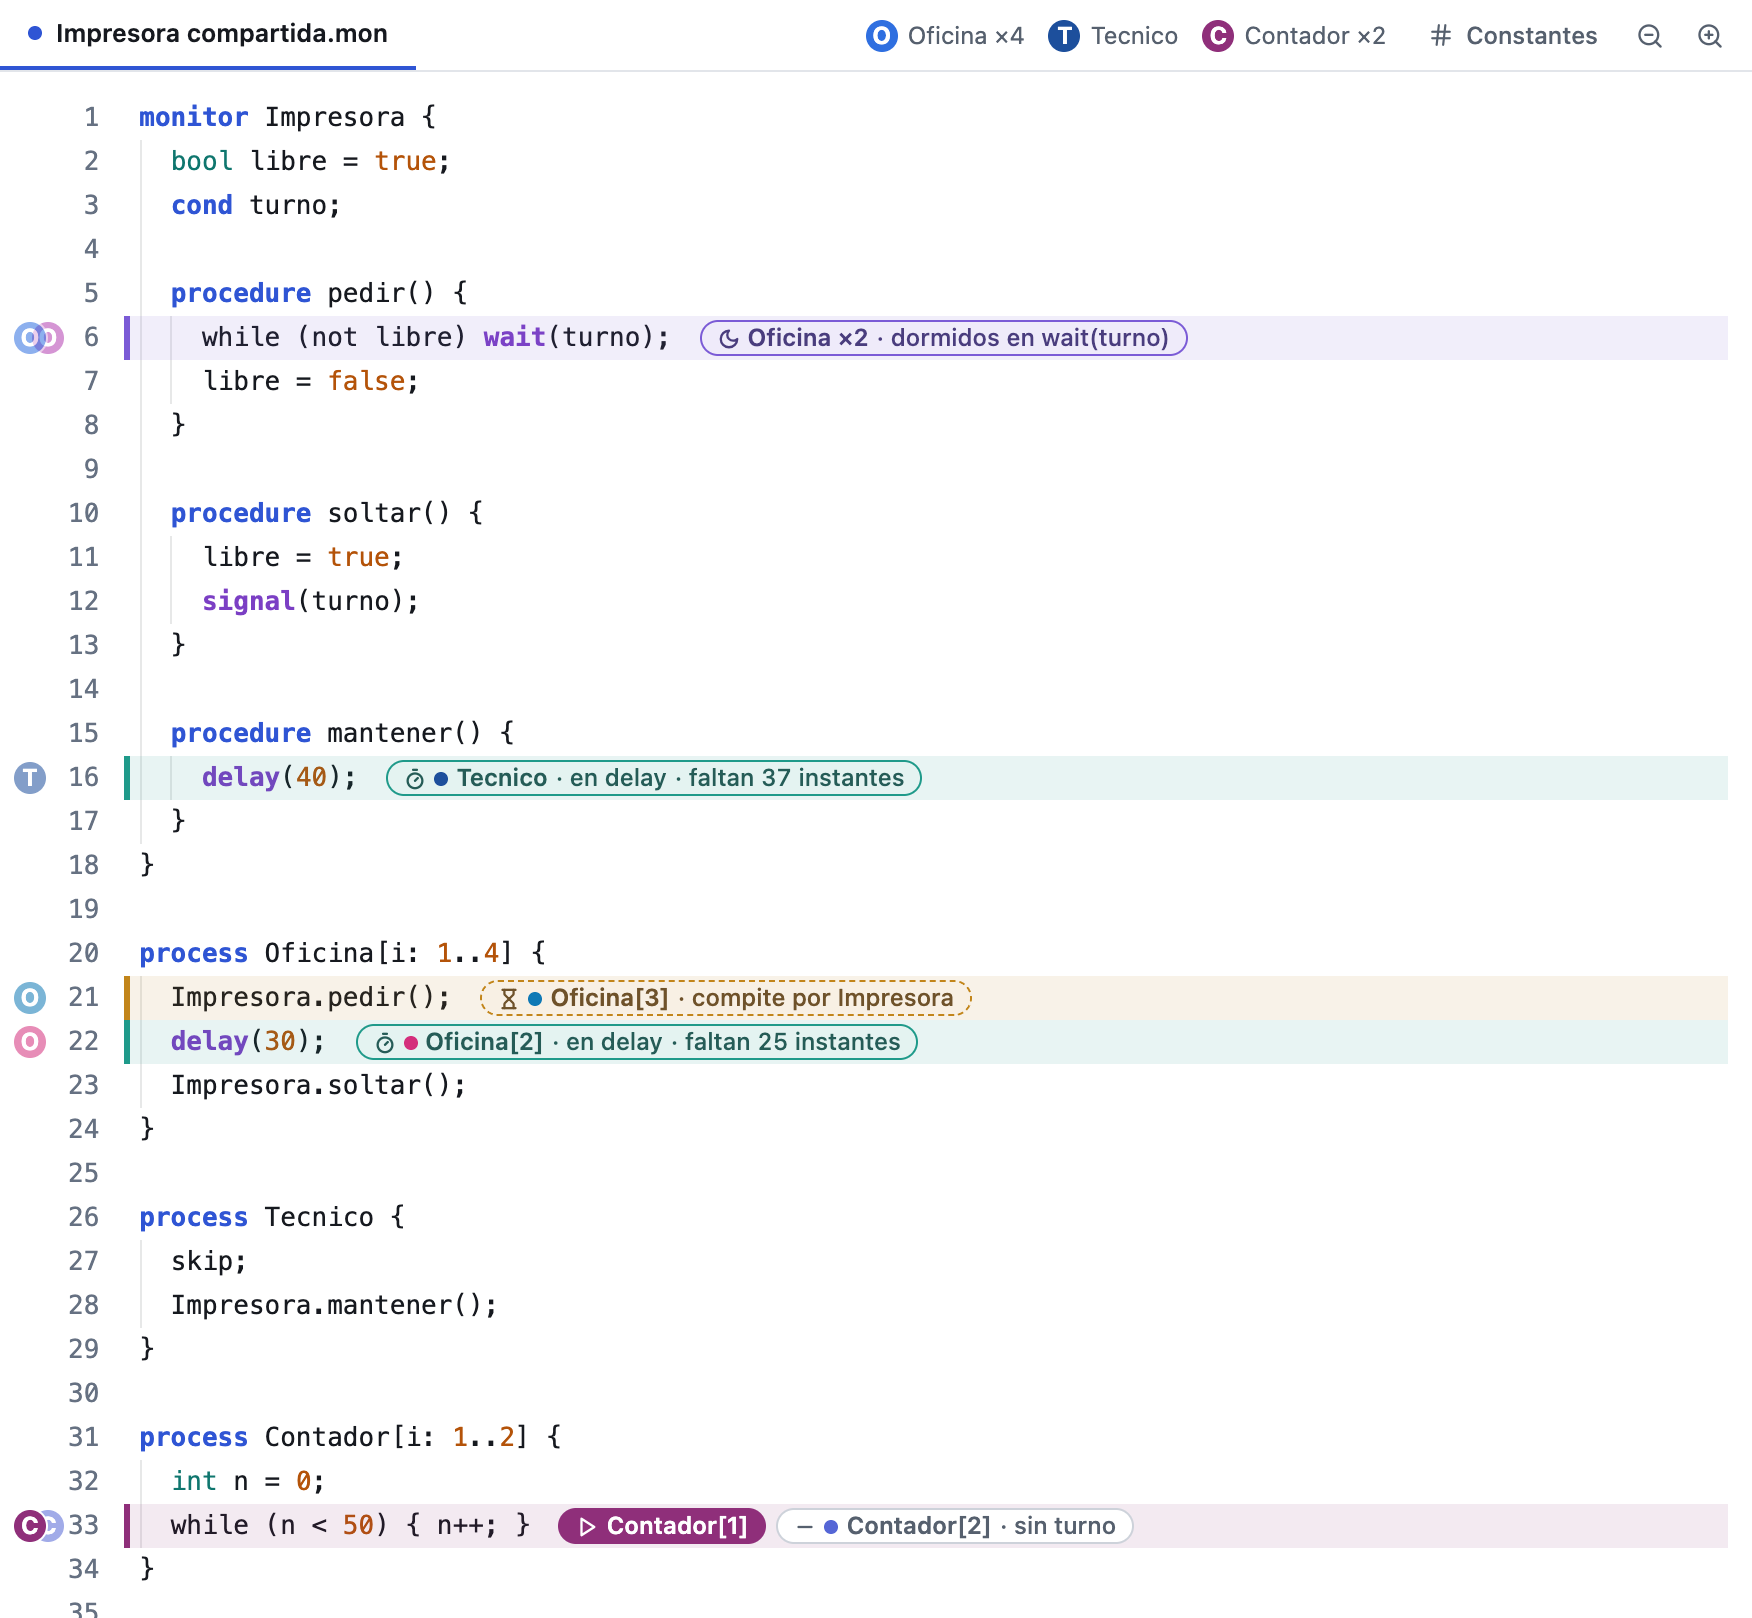 Impresora compartida.mon
O Oficina ×4 T Tecnico C Contador ×2 # Constantes
1 monitor Impresora {
2 bool libre = true;
3 cond turno;
4
5 procedure pedir() {
O O 6 while (not libre) wait(turno); Oficina ×2 · dormidos en wait(turno)
7 libre = false;
8 }
9
10 procedure soltar() {
11 libre = true;
12 signal(turno);
13 }
14
15 procedure mantener() {
T 16 delay(40); Tecnico · en delay · faltan 37 instantes
17 }
18 }
19
20 process Oficina[i: 1..4] {
O 21 Impresora.pedir(); Oficina[3] · compite por Impresora
O 22 delay(30); Oficina[2] · en delay · faltan 25 instantes
23 Impresora.soltar();
24 }
25
26 process Tecnico {
27 skip;
28 Impresora.mantener();
29 }
30
31 process Contador[i: 1..2] {
32 int n = 0;
C C 33 while (n < 50) { n++; } Contador[1] — Contador[2] · sin turno
34 }
35